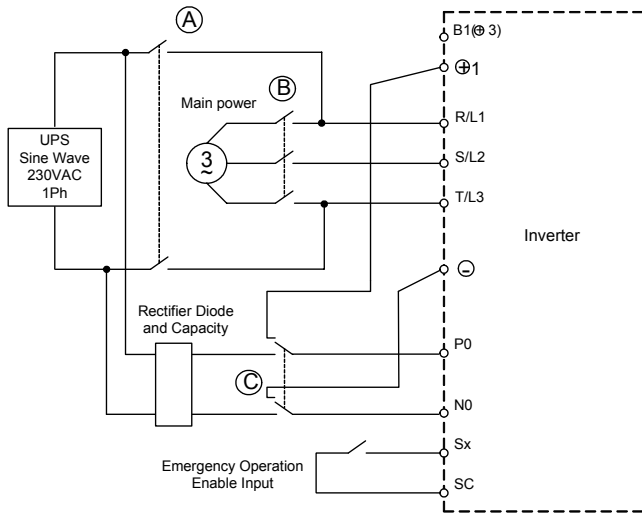 A
B1(⊕ 3)
⊕1
B
Main power
R/L1
UPS
Sine Wave
230VAC
1Ph
3
~
S/L2
T/L3
Inverter
⊖
Rectifier Diode
and Capacity
P0
C
N0
Sx
Emergency Operation
Enable Input
SC